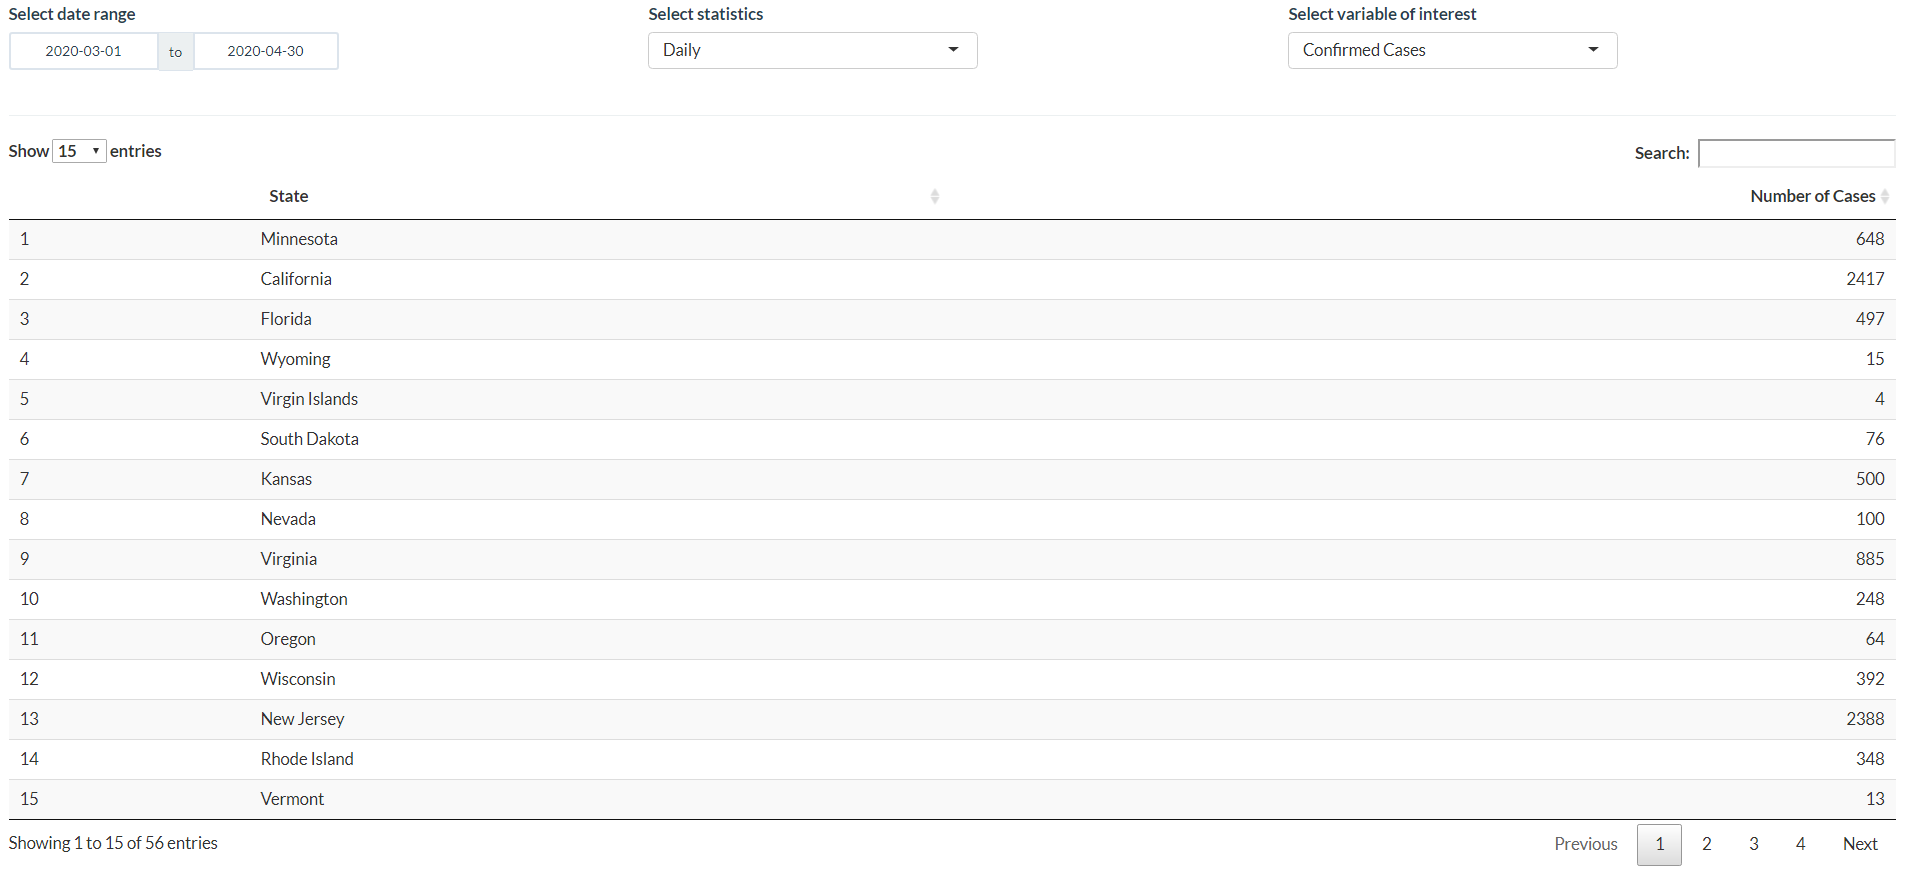 Select date range Select statistics Select variable of interest
2020-03-01 to 2020-04-30 Daily Confirmed Cases
Show 15 entries Search:
State Number of Cases
1 Minnesota 648
2 California 2417
3 Florida 497
4 Wyoming 15
5 Virgin Islands 4
6 South Dakota 76
7 Kansas 500
8 Nevada 100
9 Virginia 885
10 Washington 248
11 Oregon 64
12 Wisconsin 392
13 New Jersey 2388
14 Rhode Island 348
15 Vermont 13
Showing 1 to 15 of 56 entries Previous 1 2 3 4 Next